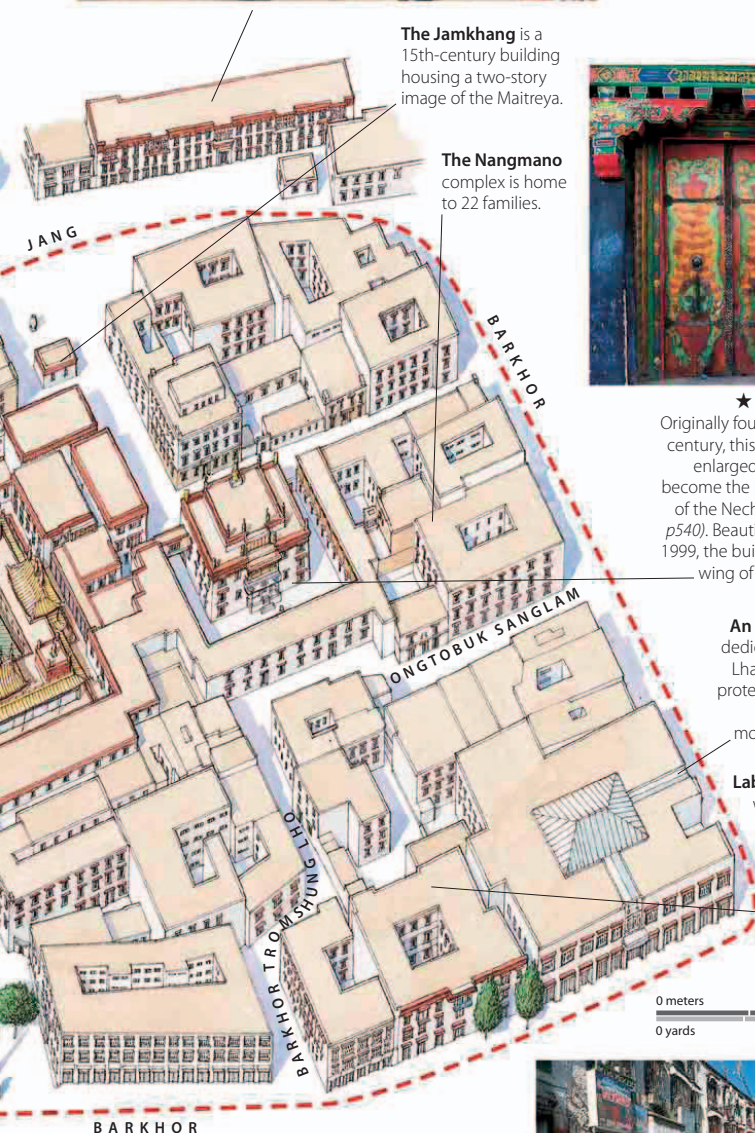 The Jamkhang is a
15th-century building
housing a two-story
image of the Maitreya.
The Nangmano
complex is home
to 22 families.
JANG
BARKHOR
★
Originally fou
century, this
enlarged
become the
of the Nech
p540). Beauti
1999, the bui
wing of
ONGTOBUK SANGLAM
An
dedic
Lha
prote
mo
Lab
BARKHOR TROMSHUNG LHO
0 meters
0 yards
BARKHOR